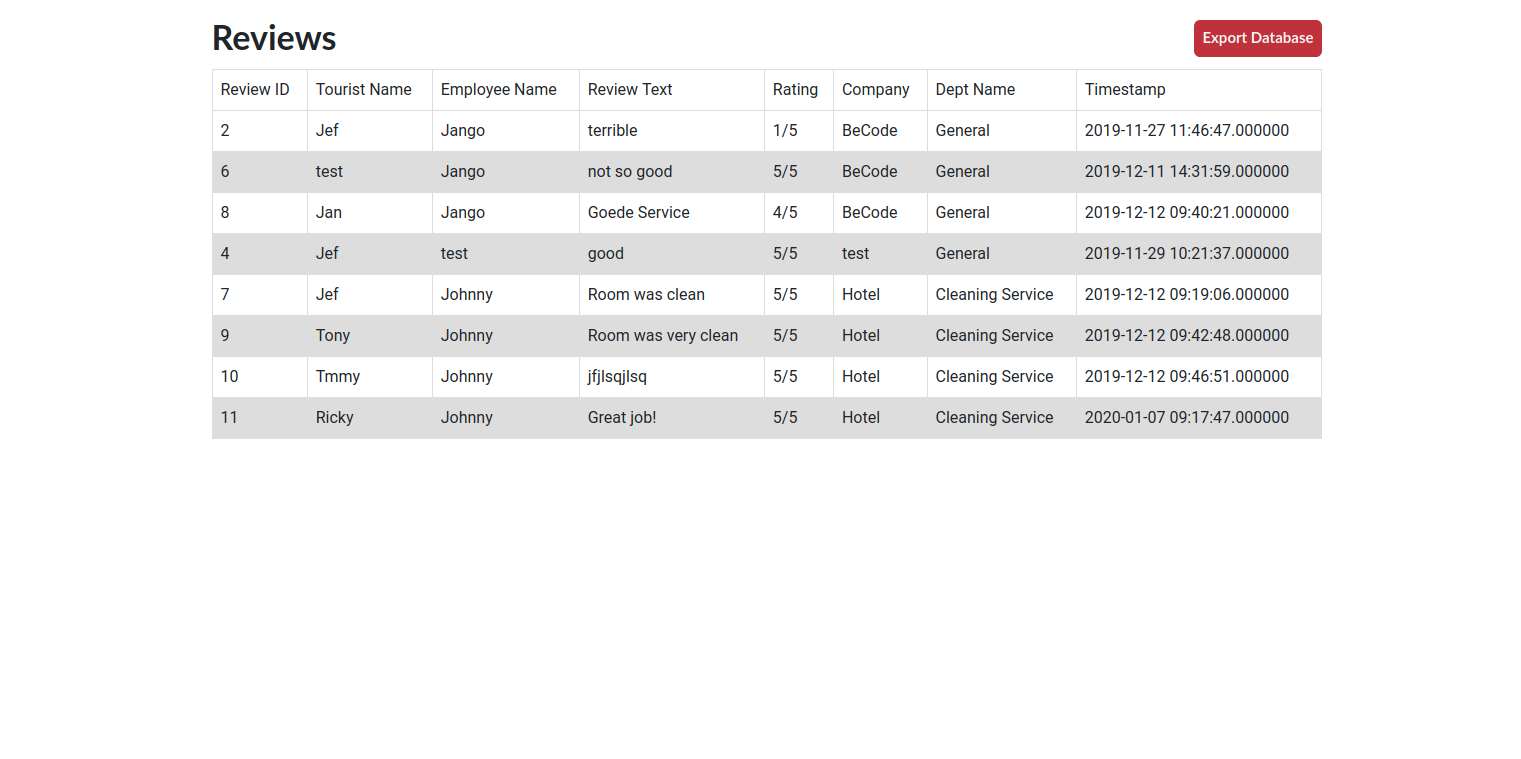 Reviews Export Database
Review ID Tourist Name Employee Name Review Text Rating Company Dept Name Timestamp
2 Jef Jango terrible 1/5 BeCode General 2019-11-27 11:46:47.000000
6 test Jango not so good 5/5 BeCode General 2019-12-11 14:31:59.000000
8 Jan Jango Goede Service 4/5 BeCode General 2019-12-12 09:40:21.000000
4 Jef test good 5/5 test General 2019-11-29 10:21:37.000000
7 Jef Johnny Room was clean 5/5 Hotel Cleaning Service 2019-12-12 09:19:06.000000
9 Tony Johnny Room was very clean 5/5 Hotel Cleaning Service 2019-12-12 09:42:48.000000
10 Tmmy Johnny jfjlsqjlsq 5/5 Hotel Cleaning Service 2019-12-12 09:46:51.000000
11 Ricky Johnny Great job! 5/5 Hotel Cleaning Service 2020-01-07 09:17:47.000000